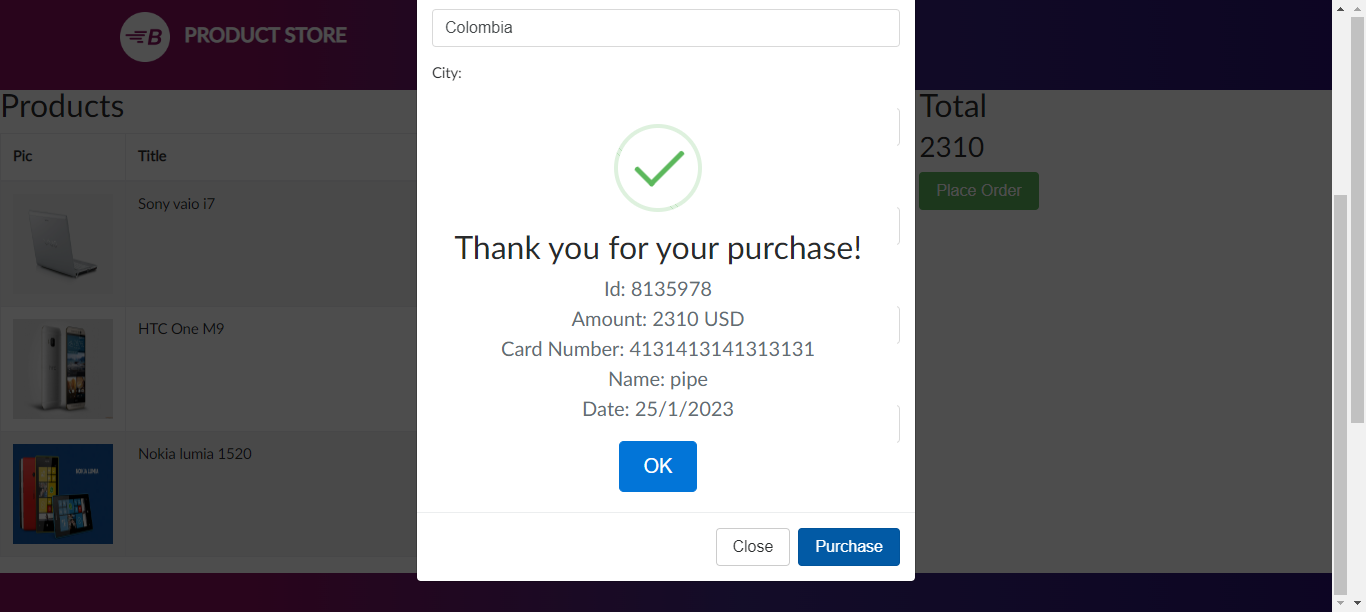 B PRODUCT STORE
Products
Pic Title
Sony vaio i7
HTC One M9
Nokia lumia 1520
NOKIA LUMIA
Colombia
City:
Thank you for your purchase!
Id: 8135978
Amount: 2310 USD
Card Number: 4131413141313131
Name: pipe
Date: 25/1/2023
OK
Close Purchase
Total
2310
Place Order